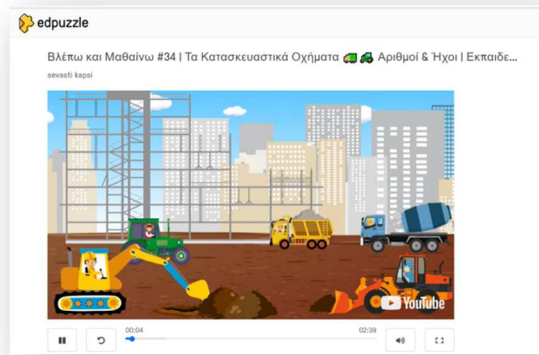 edpuzzle
Βλέπω και Μαθαίνω #34 | Τα Κατασκευαστικά Οχήματα 🚛 🚜 Αριθμοί & Ήχοι | Εκπαιδε...
sevasti kapsi
YouTube
00:04
02:39